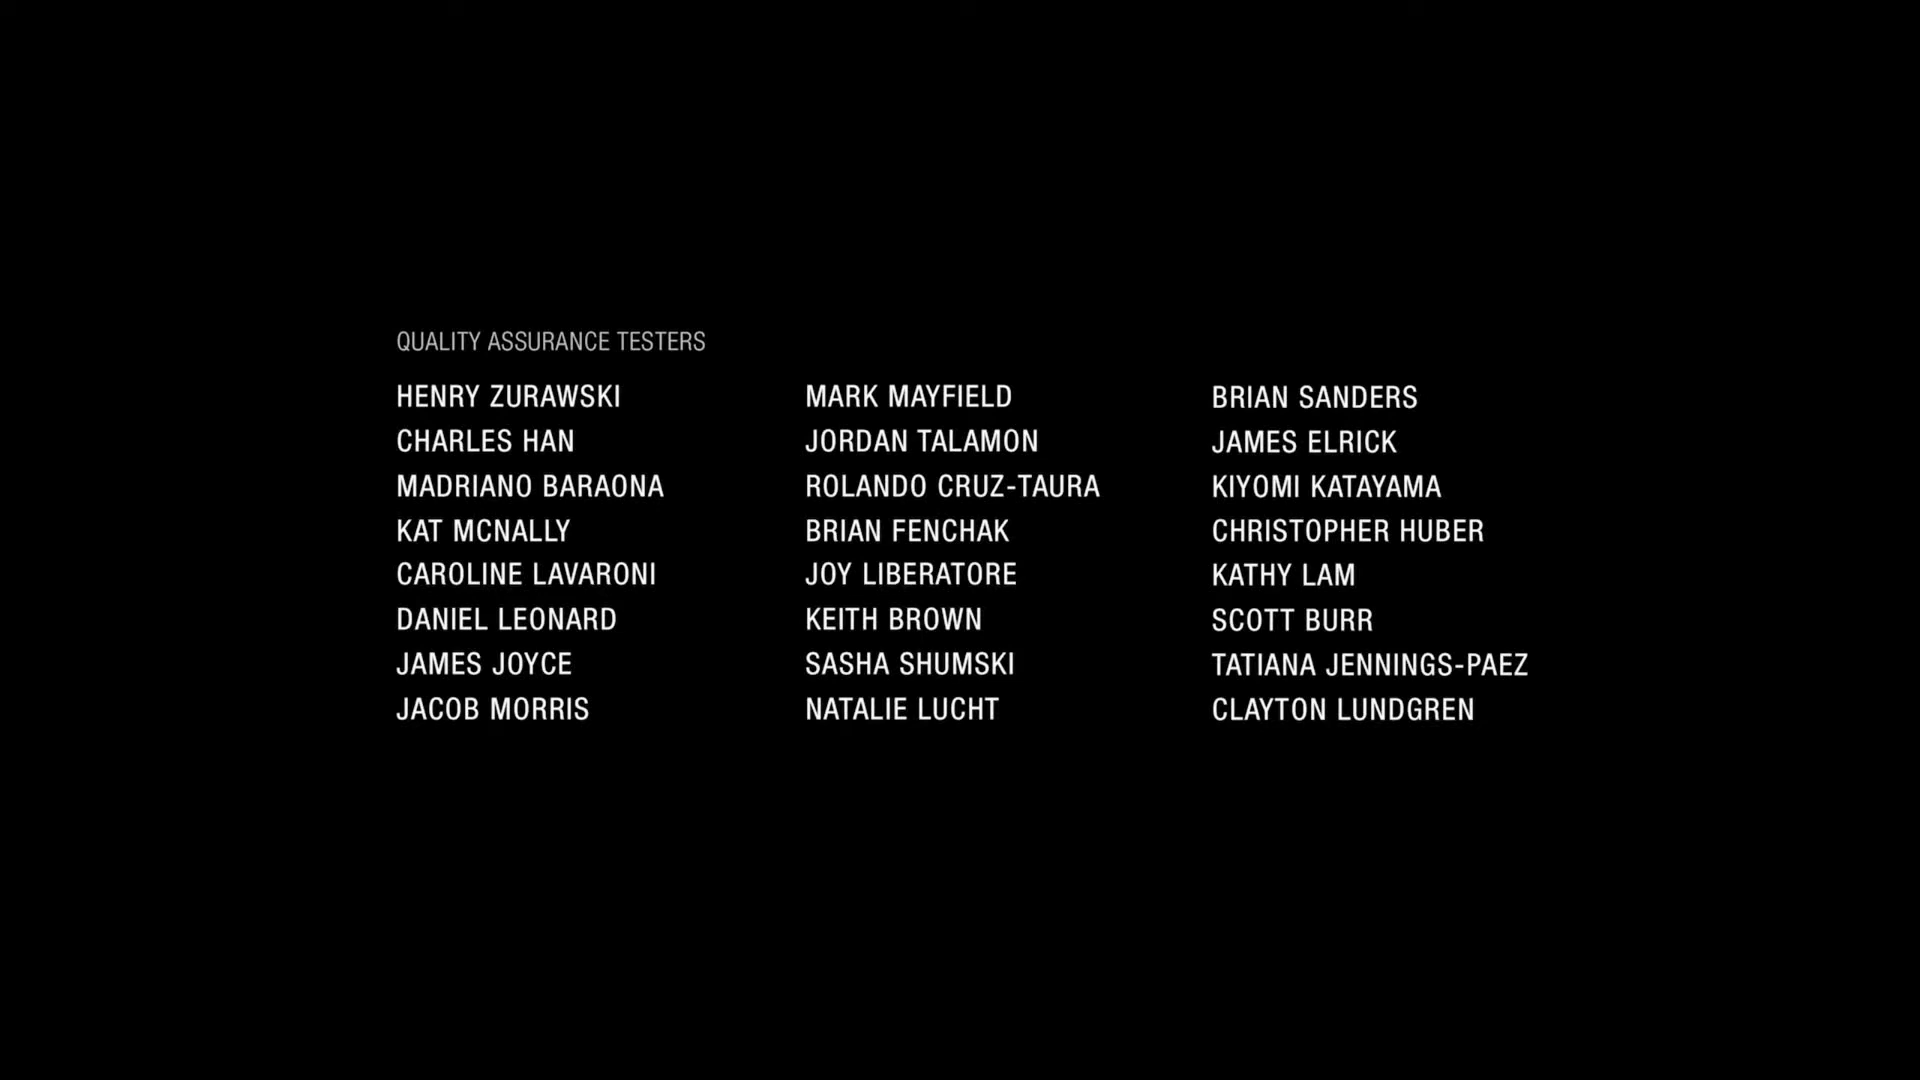 QUALITY ASSURANCE TESTERS
HENRY ZURAWSKI
CHARLES HAN
MADRIANO BARAONA
KAT MCNALLY
CAROLINE LAVARONI
DANIEL LEONARD
JAMES JOYCE
JACOB MORRIS
MARK MAYFIELD
JORDAN TALAMON
ROLANDO CRUZ-TAURA
BRIAN FENCHAK
JOY LIBERATORE
KEITH BROWN
SASHA SHUMSKI
NATALIE LUCHT
BRIAN SANDERS
JAMES ELRICK
KIYOMI KATAYAMA
CHRISTOPHER HUBER
KATHY LAM
SCOTT BURR
TATIANA JENNINGS-PAEZ
CLAYTON LUNDGREN